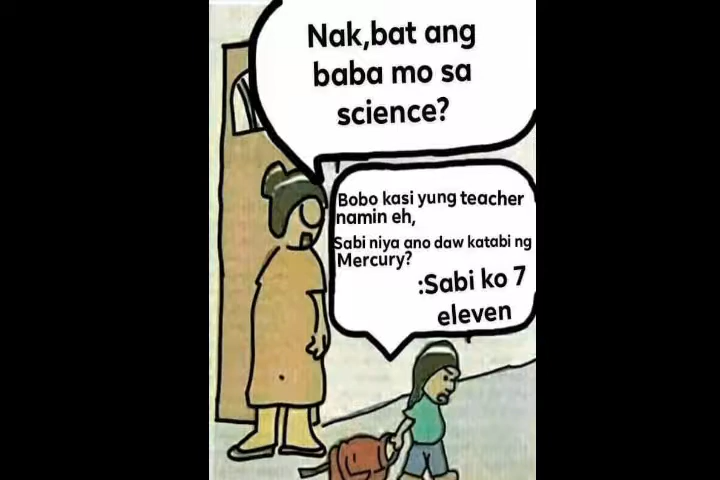 Nak,bat ang
baba mo sa
science?
Bobo kasi yung teacher
namin eh,
Sabi niya ano daw katabi ng
Mercury?
:Sabi ko 7
eleven